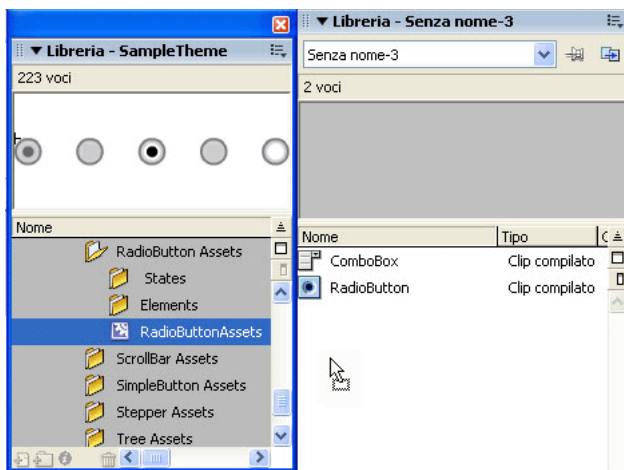 Libreria - SampleTheme
223 voci
Nome
RadioButton Assets
States
Elements
RadioButtonAssets
ScrollBar Assets
SimpleButton Assets
Stepper Assets
Tree Assets
Libreria - Senza nome-3
Senza nome-3
2 voci
Nome Tipo
ComboBox Clip compilato
RadioButton Clip compilato